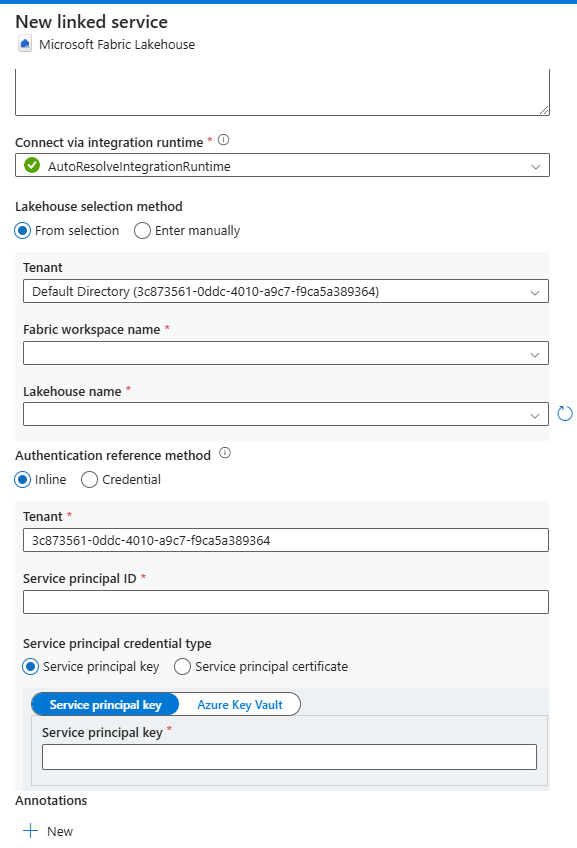 New linked service
Microsoft Fabric Lakehouse
Connect via integration runtime *
AutoResolveIntegrationRuntime
Lakehouse selection method
From selection Enter manually
Tenant
Default Directory (3c873561-0ddc-4010-a9c7-f9ca5a389364)
Fabric workspace name *
Lakehouse name *
Authentication reference method
Inline Credential
Tenant *
3c873561-0ddc-4010-a9c7-f9ca5a389364
Service principal ID *
Service principal credential type
Service principal key Service principal certificate
Service principal key Azure Key Vault
Service principal key *
Annotations
New